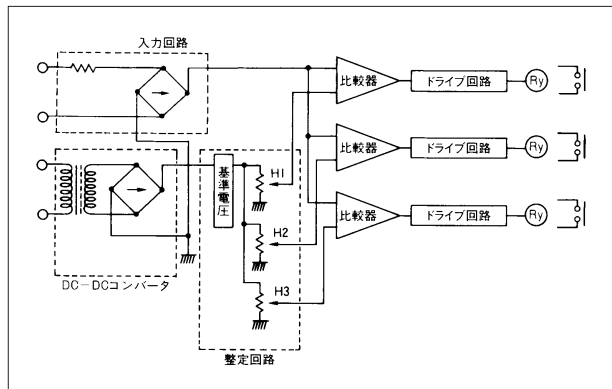 入力回路
比較器
ドライブ回路
Ry
基準電圧
H1
比較器
ドライブ回路
Ry
H2
比較器
ドライブ回路
Ry
H3
DC－DCコンバータ
整定回路